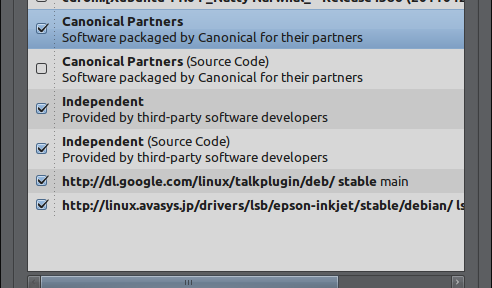 Canonical Partners
Software packaged by Canonical for their partners
Canonical Partners (Source Code)
Software packaged by Canonical for their partners
Independent
Provided by third-party software developers
Independent (Source Code)
Provided by third-party software developers
http://dl.google.com/linux/talkplugin/deb/ stable main
http://linux.avasys.jp/drivers/lsb/epson-inkjet/stable/debian/ ls